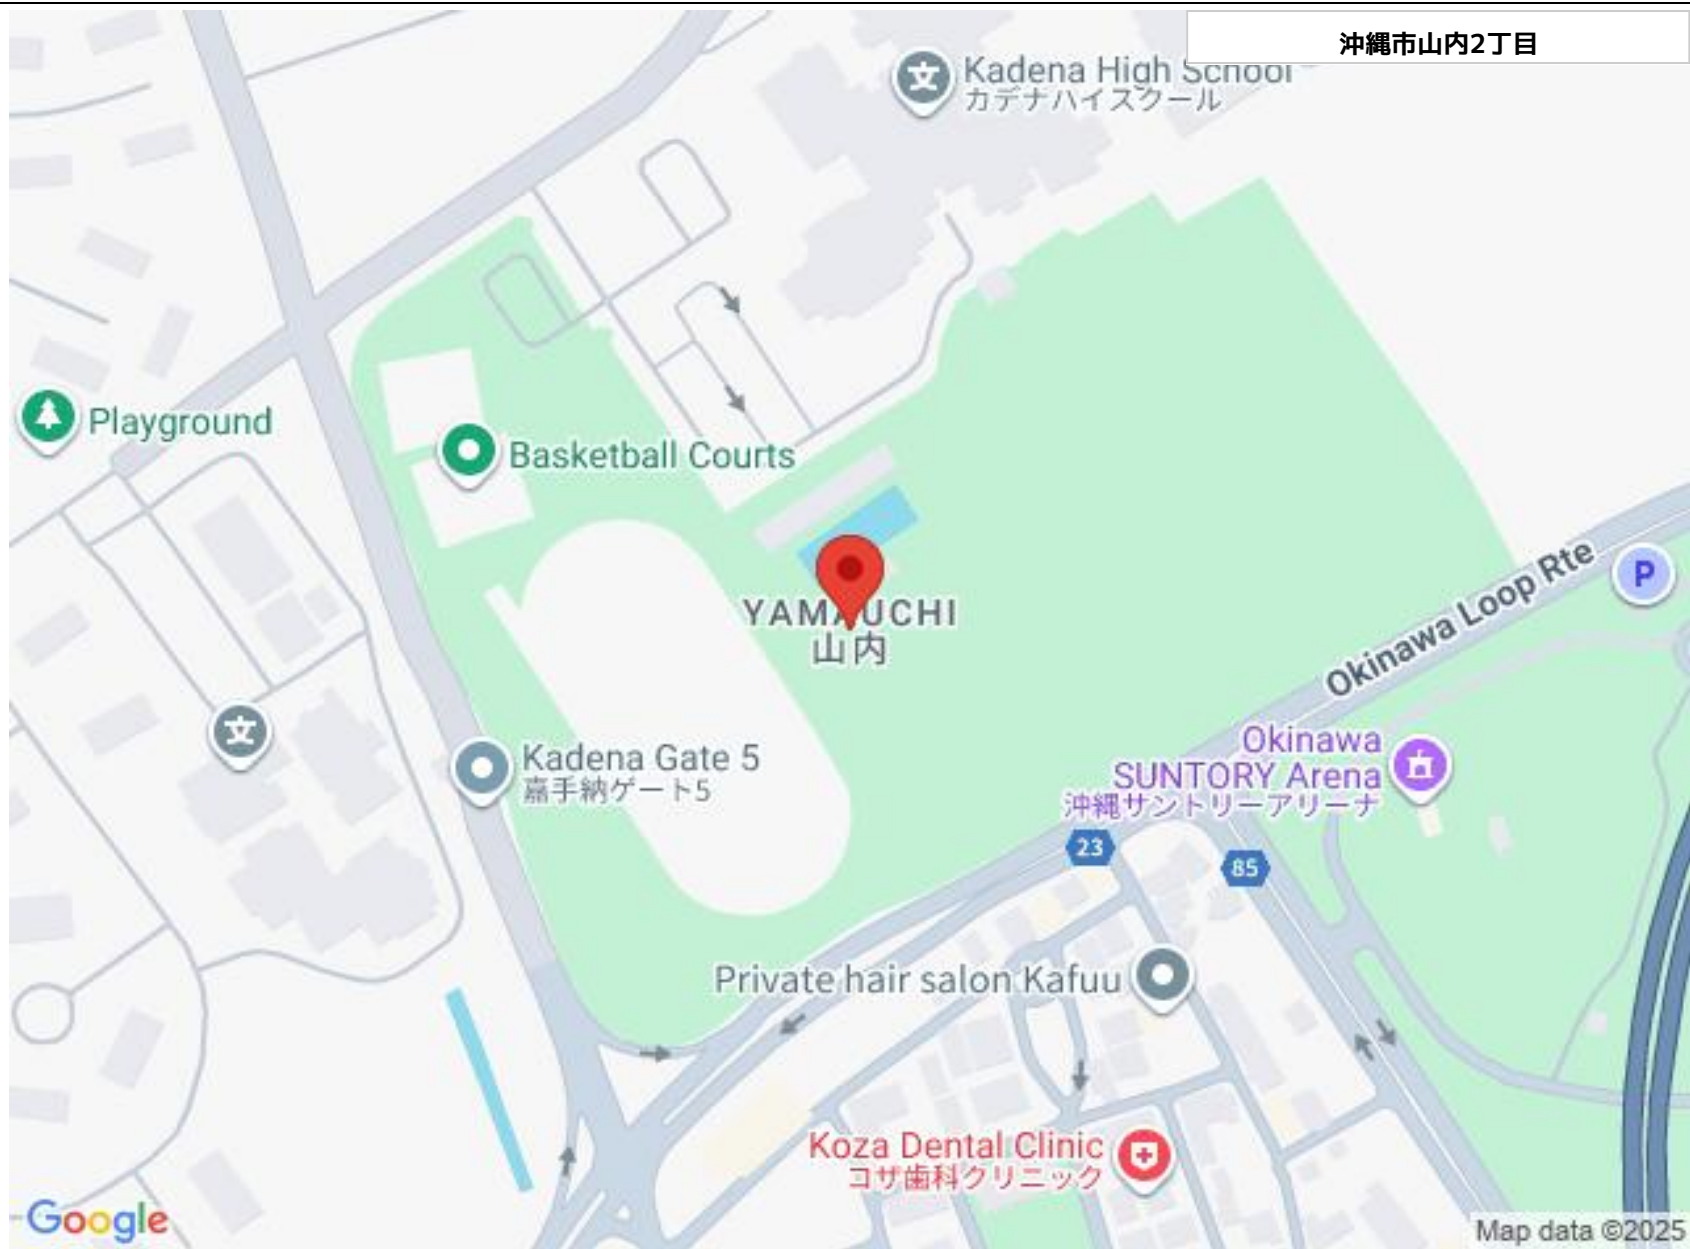 沖縄市山内2丁目
Kadena High School
カデナハイスクール
Playground
Basketball Courts
YAMAUCHI
山内
Okinawa Loop Rte
P
文
Kadena Gate 5
嘉手納ゲート5
Okinawa
SUNTORY Arena
沖縄サントリーアリーナ
23
85
Private hair salon Kafuu
Koza Dental Clinic
コザ歯科クリニック
Google
Map data ©2025